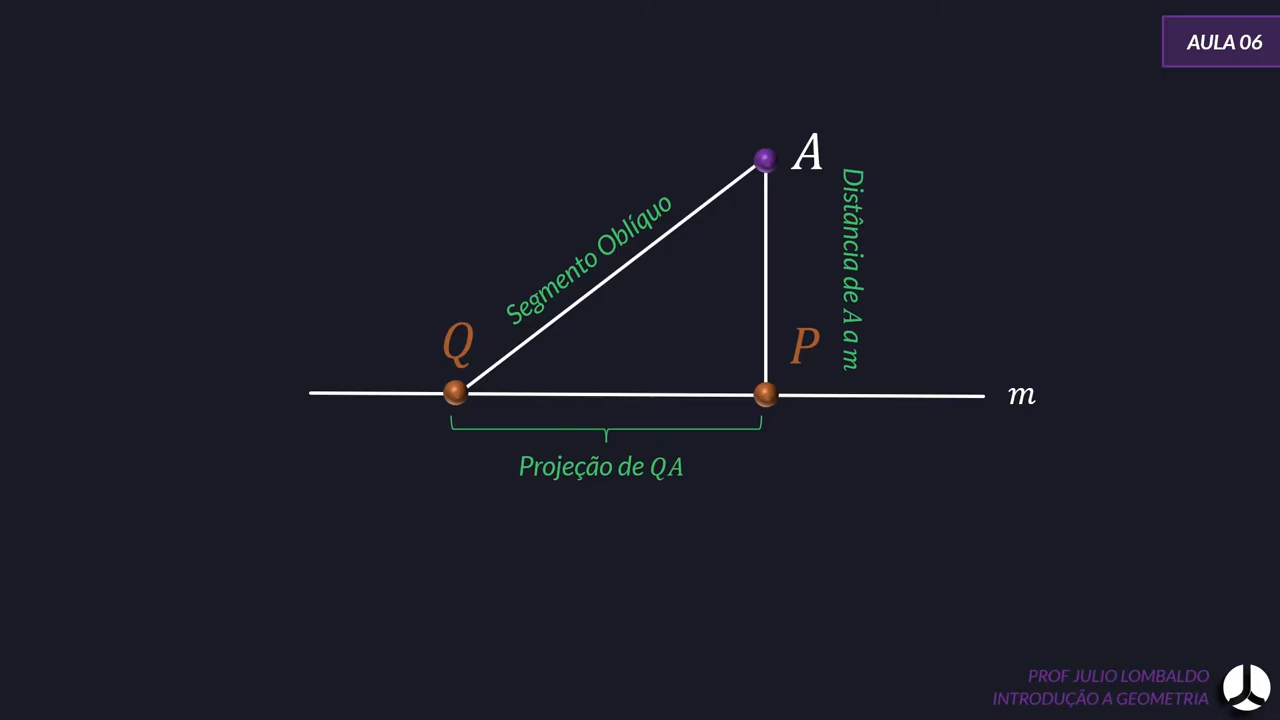 AULA 06
A
Segmento Oblíquo
Distância de A a m
Q
P
m
Projeção de QA
PROF JULIO LOMBALDO
INTRODUÇÃO A GEOMETRIA